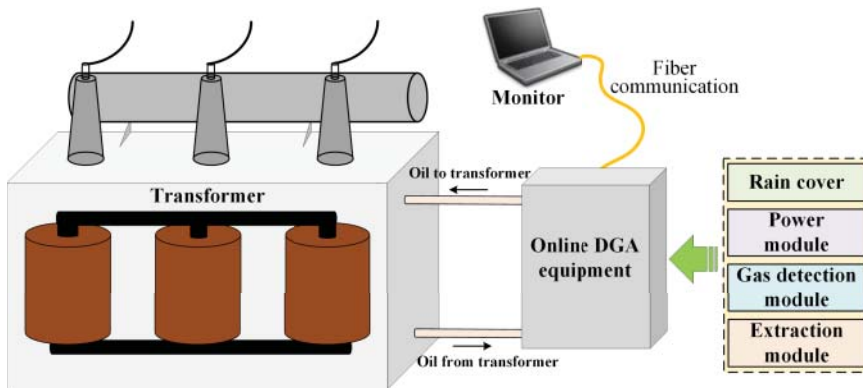 Fiber
communication
Monitor
Oil to transformer
Transformer
Rain cover
Power
module
Online DGA
equipment
Gas detection
module
Extraction
module
Oil from transformer